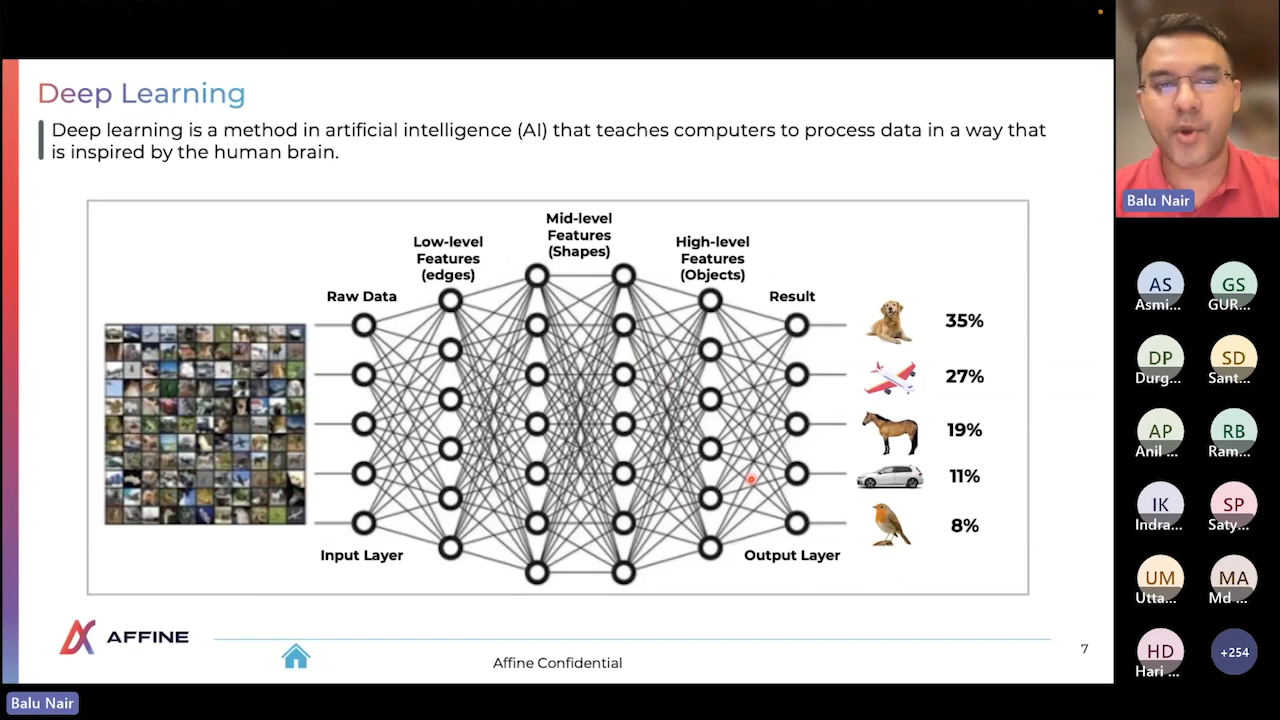 Deep Learning
Deep learning is a method in artificial intelligence (AI) that teaches computers to process data in a way that
is inspired by the human brain.
Mid-level
Features
(Shapes)
Low-level
Features
(edges)
High-level
Features
(Objects)
Raw Data
Result
35%
27%
19%
11%
8%
Input Layer
Output Layer
AFFINE
Affine Confidential
7
Balu Nair
Balu Nair
AS
Asmi...
GS
GUR...
DP
Durg...
SD
Sant...
AP
Anil ...
RB
Ram...
IK
Indra...
SP
Saty...
UM
Utta...
MA
Md ...
HD
Hari ...
+254